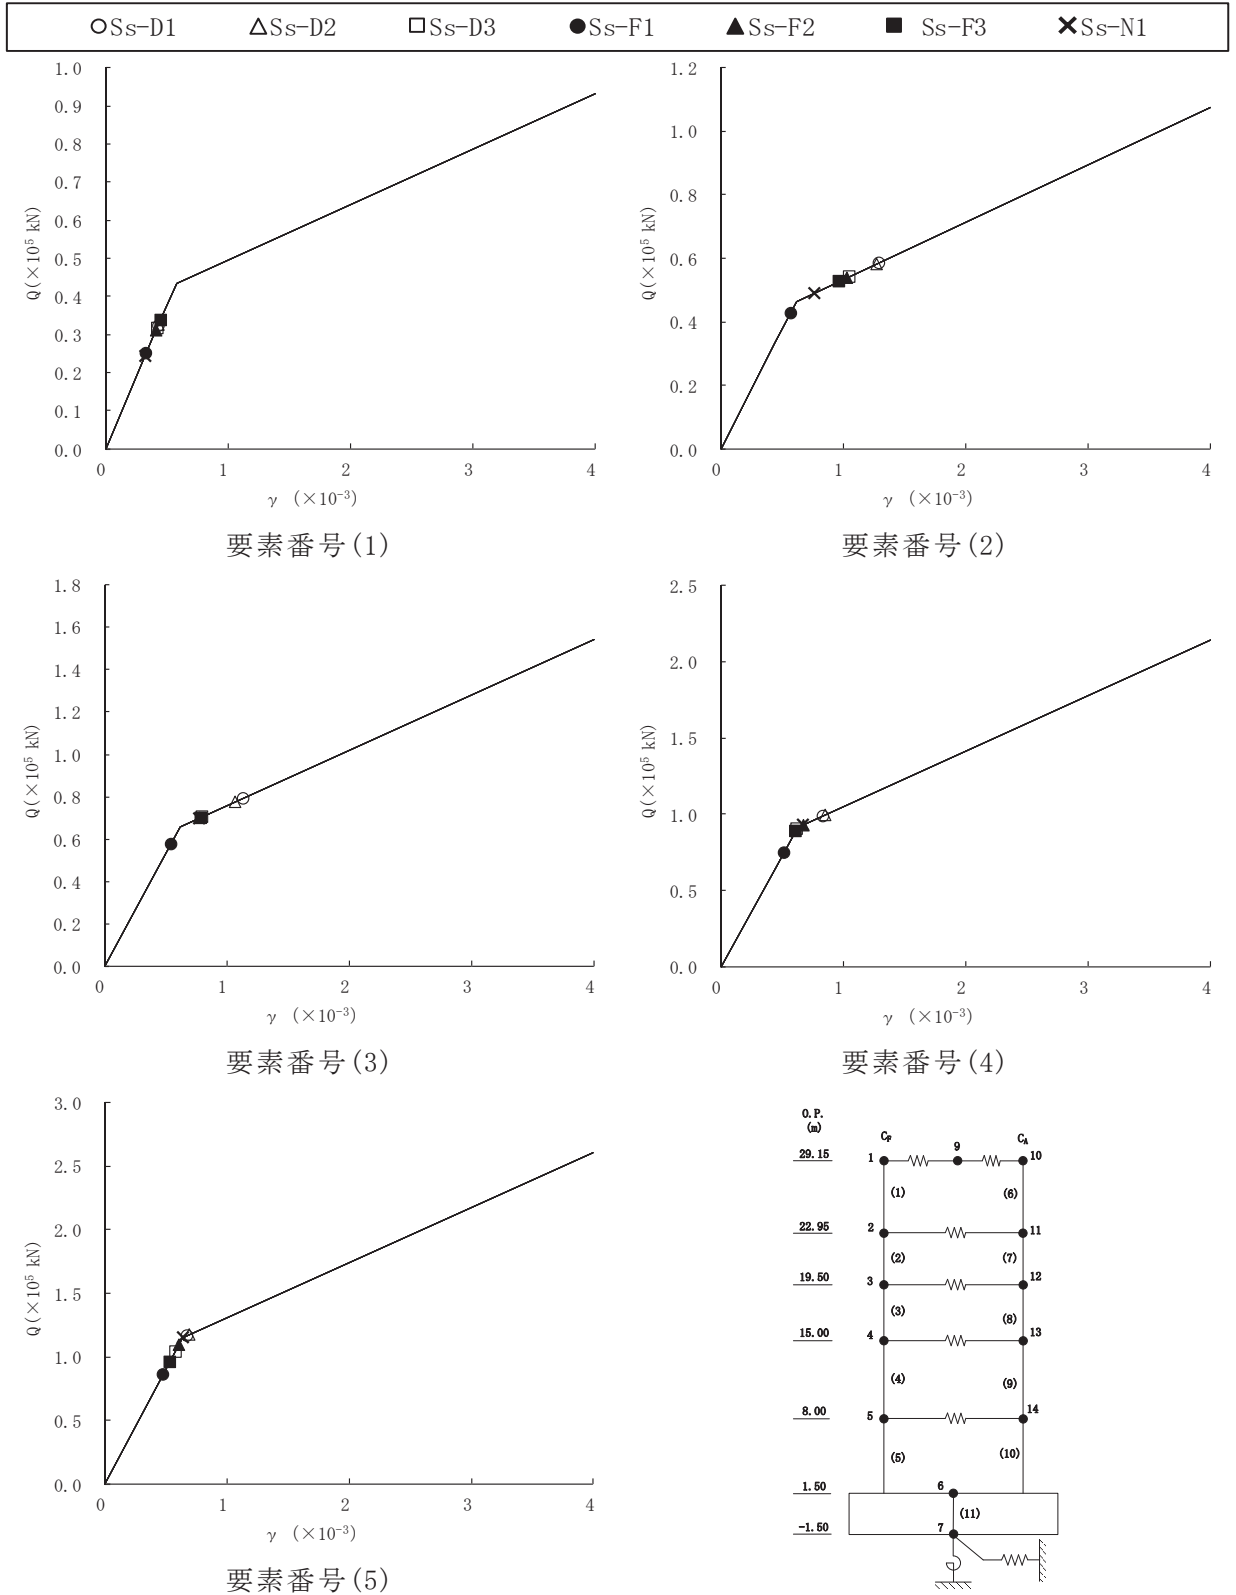 ○Ss-D1 △Ss-D2 □Ss-D3 ●Ss-F1 ▲Ss-F2 ■ Ss-F3 ×Ss-N1
1.0
0.9
0.8
0.7
0.6
0.5
0.4
0.3
0.2
0.1
0.0
Q(×10⁵ kN)
0 1 2 3 4
γ (×10⁻³)
要素番号(1)
1.2
1.0
0.8
0.6
0.4
0.2
0.0
Q(×10⁵ kN)
0 1 2 3 4
γ (×10⁻³)
要素番号(2)
1.8
1.6
1.4
1.2
1.0
0.8
0.6
0.4
0.2
0.0
Q(×10⁵ kN)
0 1 2 3 4
γ (×10⁻³)
要素番号(3)
2.5
2.0
1.5
1.0
0.5
0.0
Q(×10⁵ kN)
0 1 2 3 4
γ (×10⁻³)
要素番号(4)
3.0
2.5
2.0
1.5
1.0
0.5
0.0
Q(×10⁵ kN)
0 1 2 3 4
γ (×10⁻³)
要素番号(5)
O.P.
(m)
C_F C_A
29.15 1 9 10
(1) (6)
22.95 2 11
(2) (7)
19.50 3 12
(3) (8)
15.00 4 13
(4) (9)
8.00 5 14
(5) (10)
1.50 6
(11)
-1.50 7